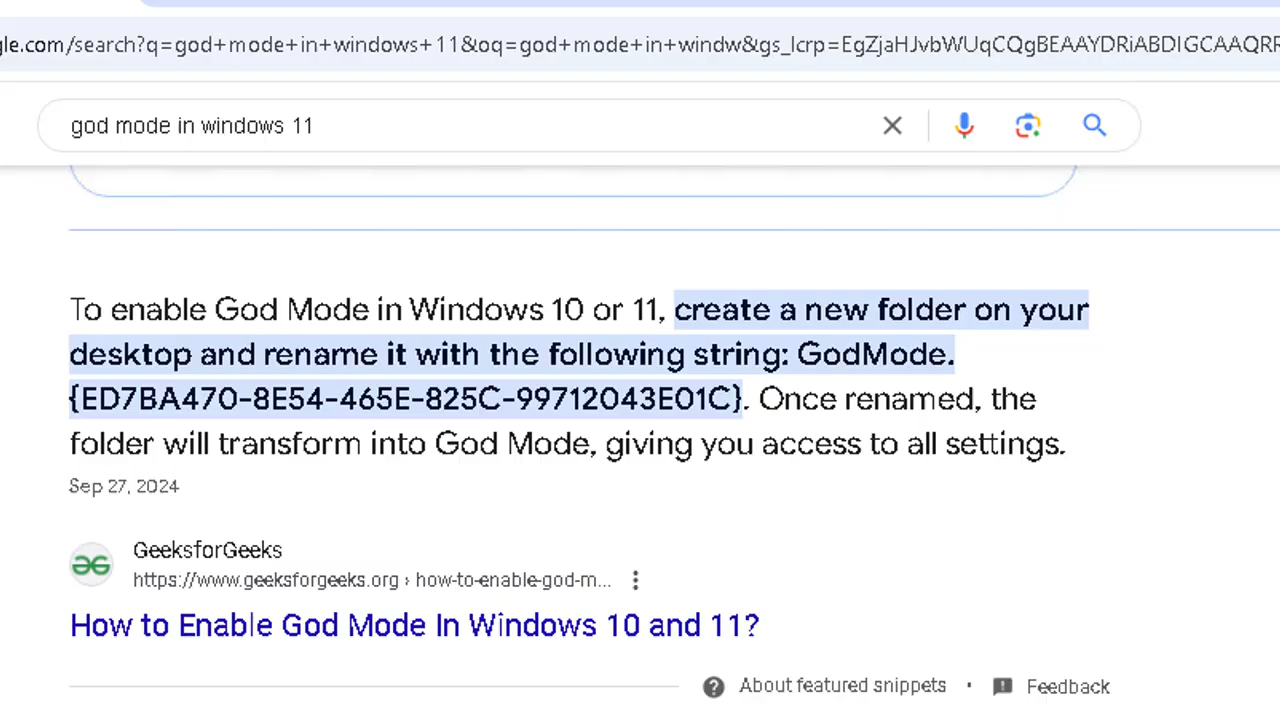 gle.com/search?q=god+mode+in+windows+11&oq=god+mode+in+windw&gs_lcrp=EgZjaHJvbWUqCQgBEAAYDRiABDIGCAAQRR
god mode in windows 11
To enable God Mode in Windows 10 or 11, create a new folder on your
desktop and rename it with the following string: GodMode.
{ED7BA470-8E54-465E-825C-99712043E01C}. Once renamed, the
folder will transform into God Mode, giving you access to all settings.
Sep 27, 2024
GeeksforGeeks
https://www.geeksforgeeks.org › how-to-enable-god-m...
How to Enable God Mode In Windows 10 and 11?
About featured snippets • Feedback